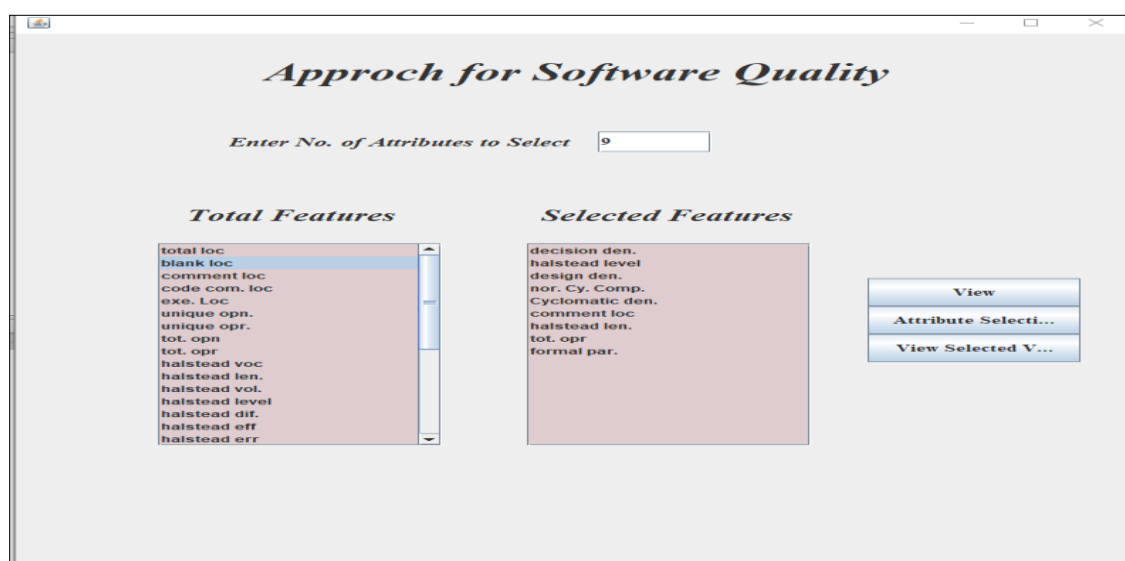 Approch for Software Quality
Enter No. of Attributes to Select 9
Total Features
total loc
blank loc
comment loc
code com. loc
exe. Loc
unique opn.
unique opr.
tot. opn
tot. opr
halstead voc
halstead len.
halstead vol.
halstead level
halstead dif.
halstead eff
halstead err
Selected Features
decision den.
halstead level
design den.
nor. Cy. Comp.
Cyclomatic den.
comment loc
halstead len.
tot. opr
formal par.
View
Attribute Selecti...
View Selected V...